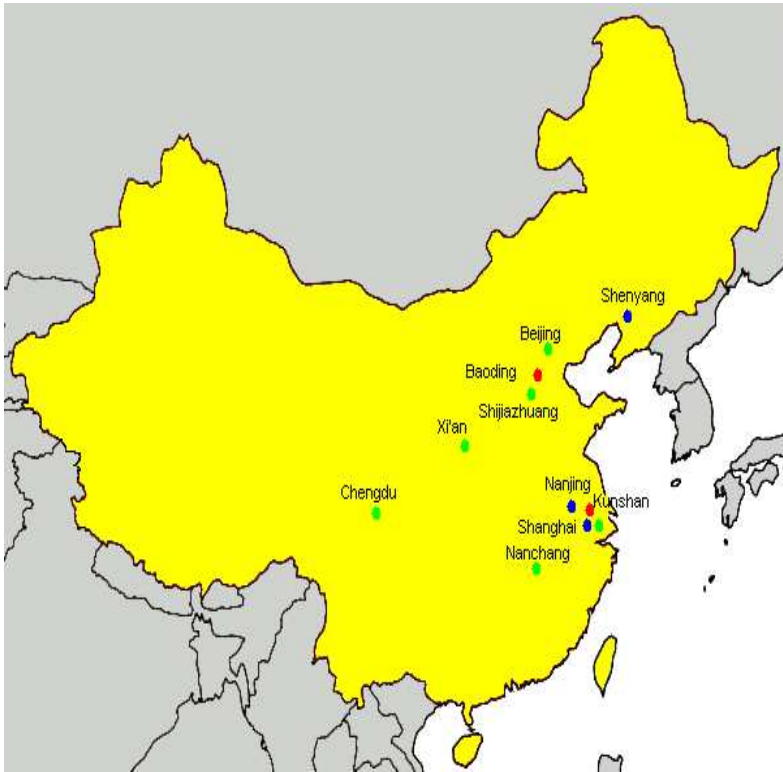 Shenyang
Beijing
Baoding
Shijiazhuang
Xi'an
Chengdu
Nanjing
Kunshan
Shanghai
Nanchang